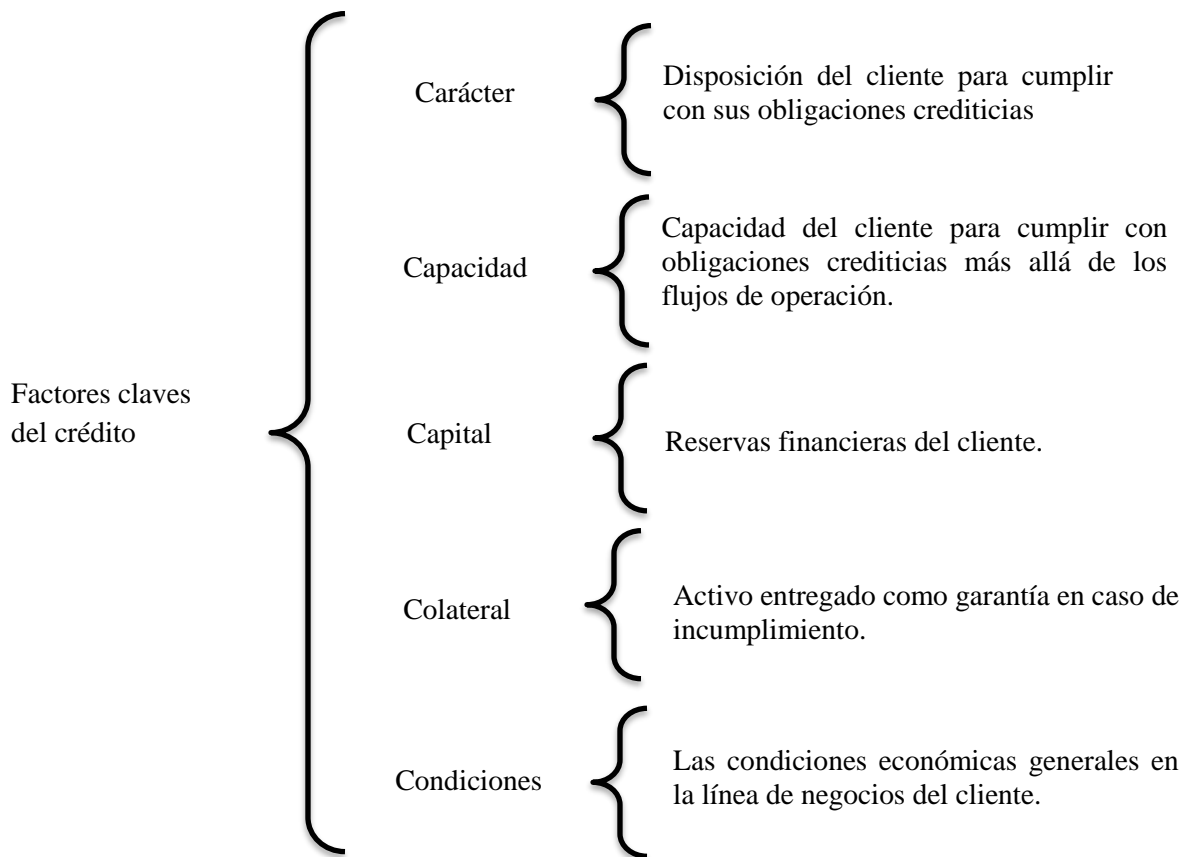 Factores claves
del crédito
Carácter
Disposición del cliente para cumplir
con sus obligaciones crediticias
Capacidad
Capacidad del cliente para cumplir con
obligaciones crediticias más allá de los
flujos de operación.
Capital
Reservas financieras del cliente.
Colateral
Activo entregado como garantía en caso de
incumplimiento.
Condiciones
Las condiciones económicas generales en
la línea de negocios del cliente.